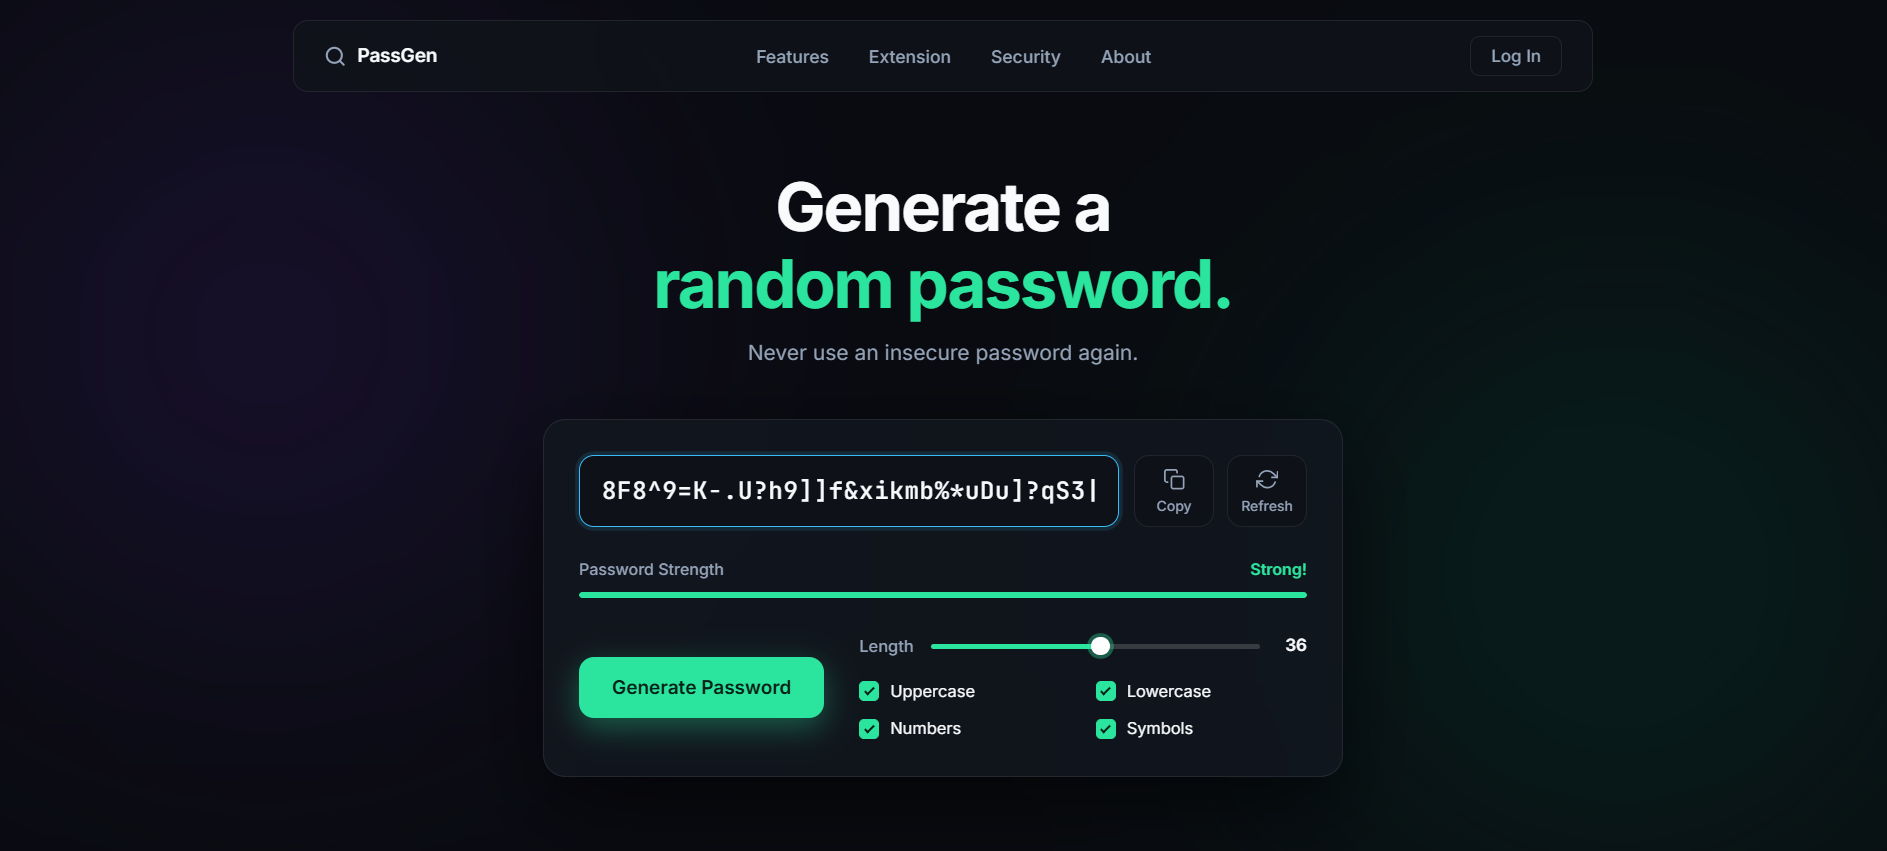 PassGen
Features
Extension
Security
About
Log In
Generate a
random password.
Never use an insecure password again.
8F8^9=K-.U?h9]]f&xikmb%*uDu]?qS3|
Copy
Refresh
Password Strength
Strong!
Generate Password
Length
36
Uppercase
Lowercase
Numbers
Symbols